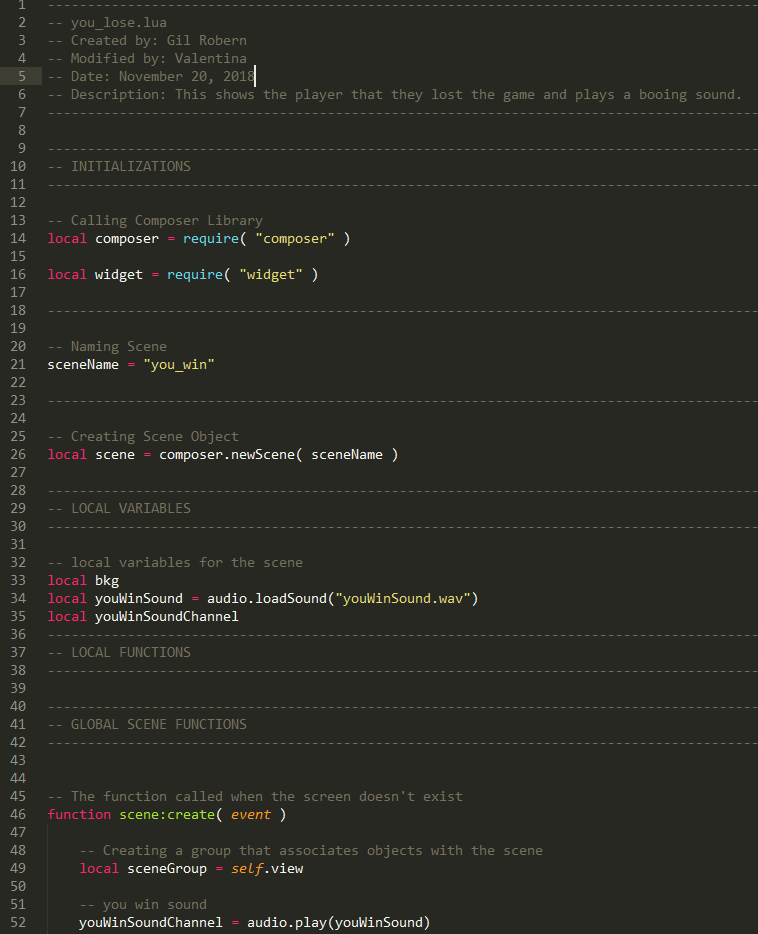 1 -----------------------------------------------------------------------------------------
2 -- you_lose.lua
3 -- Created by: Gil Robern
4 -- Modified by: Valentina
5 -- Date: November 20, 2018
6 -- Description: This shows the player that they lost the game and plays a booing sound.
7 -----------------------------------------------------------------------------------------
8
9 -----------------------------------------------------------------------------------------
10 -- INITIALIZATIONS
11 -----------------------------------------------------------------------------------------
12
13 -- Calling Composer Library
14 local composer = require( "composer" )
15
16 local widget = require( "widget" )
17
18 -----------------------------------------------------------------------------------------
19
20 -- Naming Scene
21 sceneName = "you_win"
22
23 -----------------------------------------------------------------------------------------
24
25 -- Creating Scene Object
26 local scene = composer.newScene( sceneName )
27
28 -----------------------------------------------------------------------------------------
29 -- LOCAL VARIABLES
30 -----------------------------------------------------------------------------------------
31
32 -- local variables for the scene
33 local bkg
34 local youWinSound = audio.loadSound("youWinSound.wav")
35 local youWinSoundChannel
36 -----------------------------------------------------------------------------------------
37 -- LOCAL FUNCTIONS
38 -----------------------------------------------------------------------------------------
39
40 -----------------------------------------------------------------------------------------
41 -- GLOBAL SCENE FUNCTIONS
42 -----------------------------------------------------------------------------------------
43
44
45 -- The function called when the screen doesn't exist
46 function scene:create( event )
47
48     -- Creating a group that associates objects with the scene
49     local sceneGroup = self.view
50
51     -- you win sound
52     youWinSoundChannel = audio.play(youWinSound)